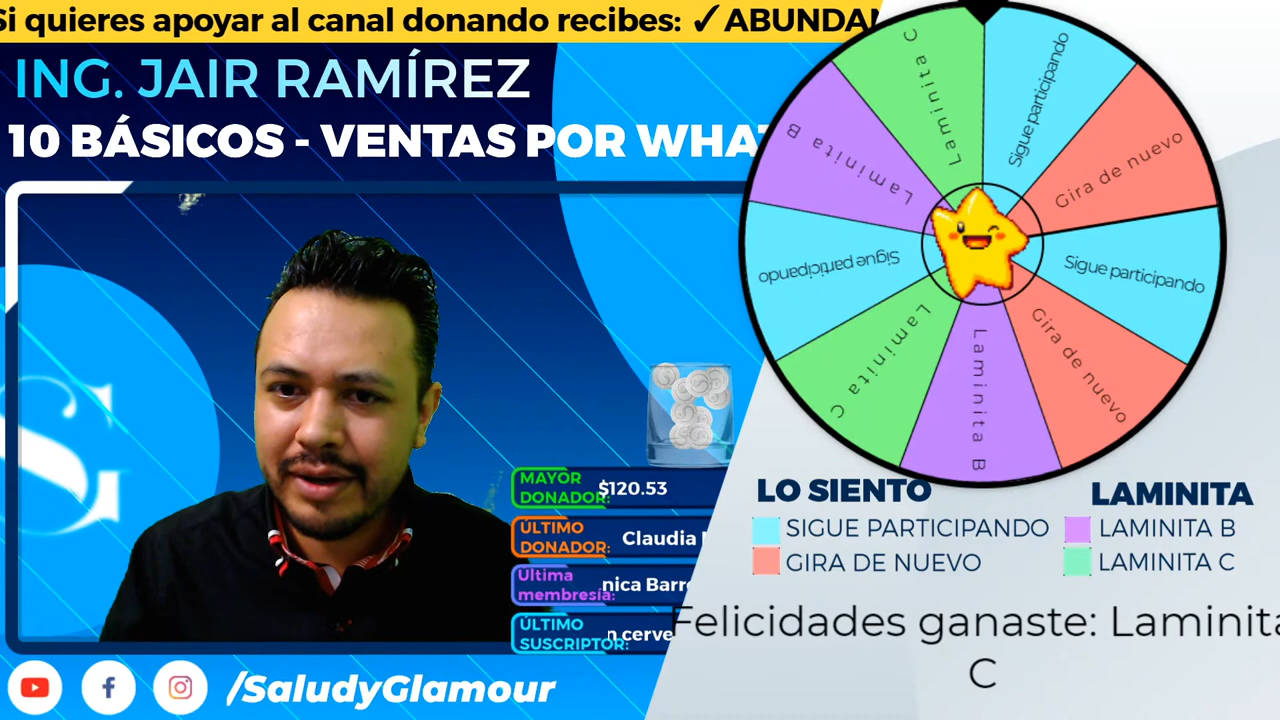 Si quieres apoyar al canal donando recibes: ✓ABUNDA
ING. JAIR RAMÍREZ
10 BÁSICOS - VENTAS POR WHAT
Laminita C
Sigue participando
Gira de nuevo
Sigue participando
Gira de nuevo
Laminita B
Laminita C
Sigue participando
Laminita B
S
MAYOR DONADOR: $120.53
ÚLTIMO DONADOR: Claudia
Última membresía: nica Barr
ÚLTIMO SUSCRIPTOR: n cerve
LO SIENTO
SIGUE PARTICIPANDO
GIRA DE NUEVO
LAMINITA
LAMINITA B
LAMINITA C
Felicidades ganaste: Laminita
C
/SaludyGlamour